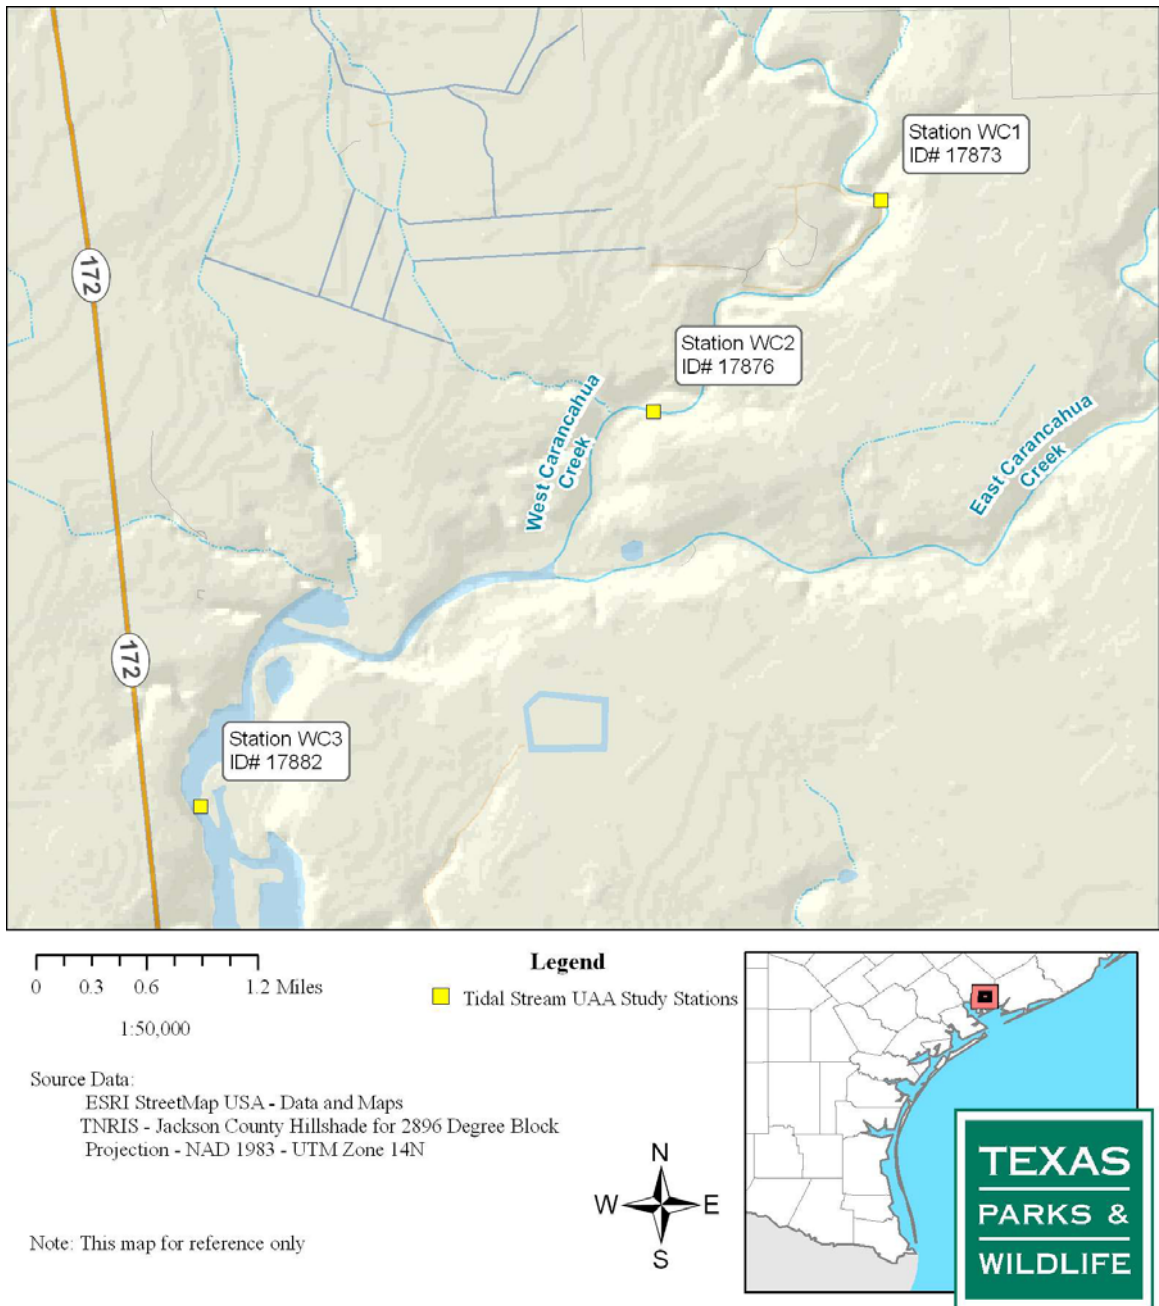 Station WC1
ID# 17873
172
Station WC2
ID# 17876
West Carancahua
Creek
East Carancahua
Creek
172
Station WC3
ID# 17882
0 0.3 0.6 1.2 Miles
1:50,000
Legend
Tidal Stream UAA Study Stations
Source Data:
ESRI StreetMap USA - Data and Maps
TNRIS - Jackson County Hillshade for 2896 Degree Block
Projection - NAD 1983 - UTM Zone 14N
Note: This map for reference only
N
W E
S
TEXAS
PARKS &
WILDLIFE